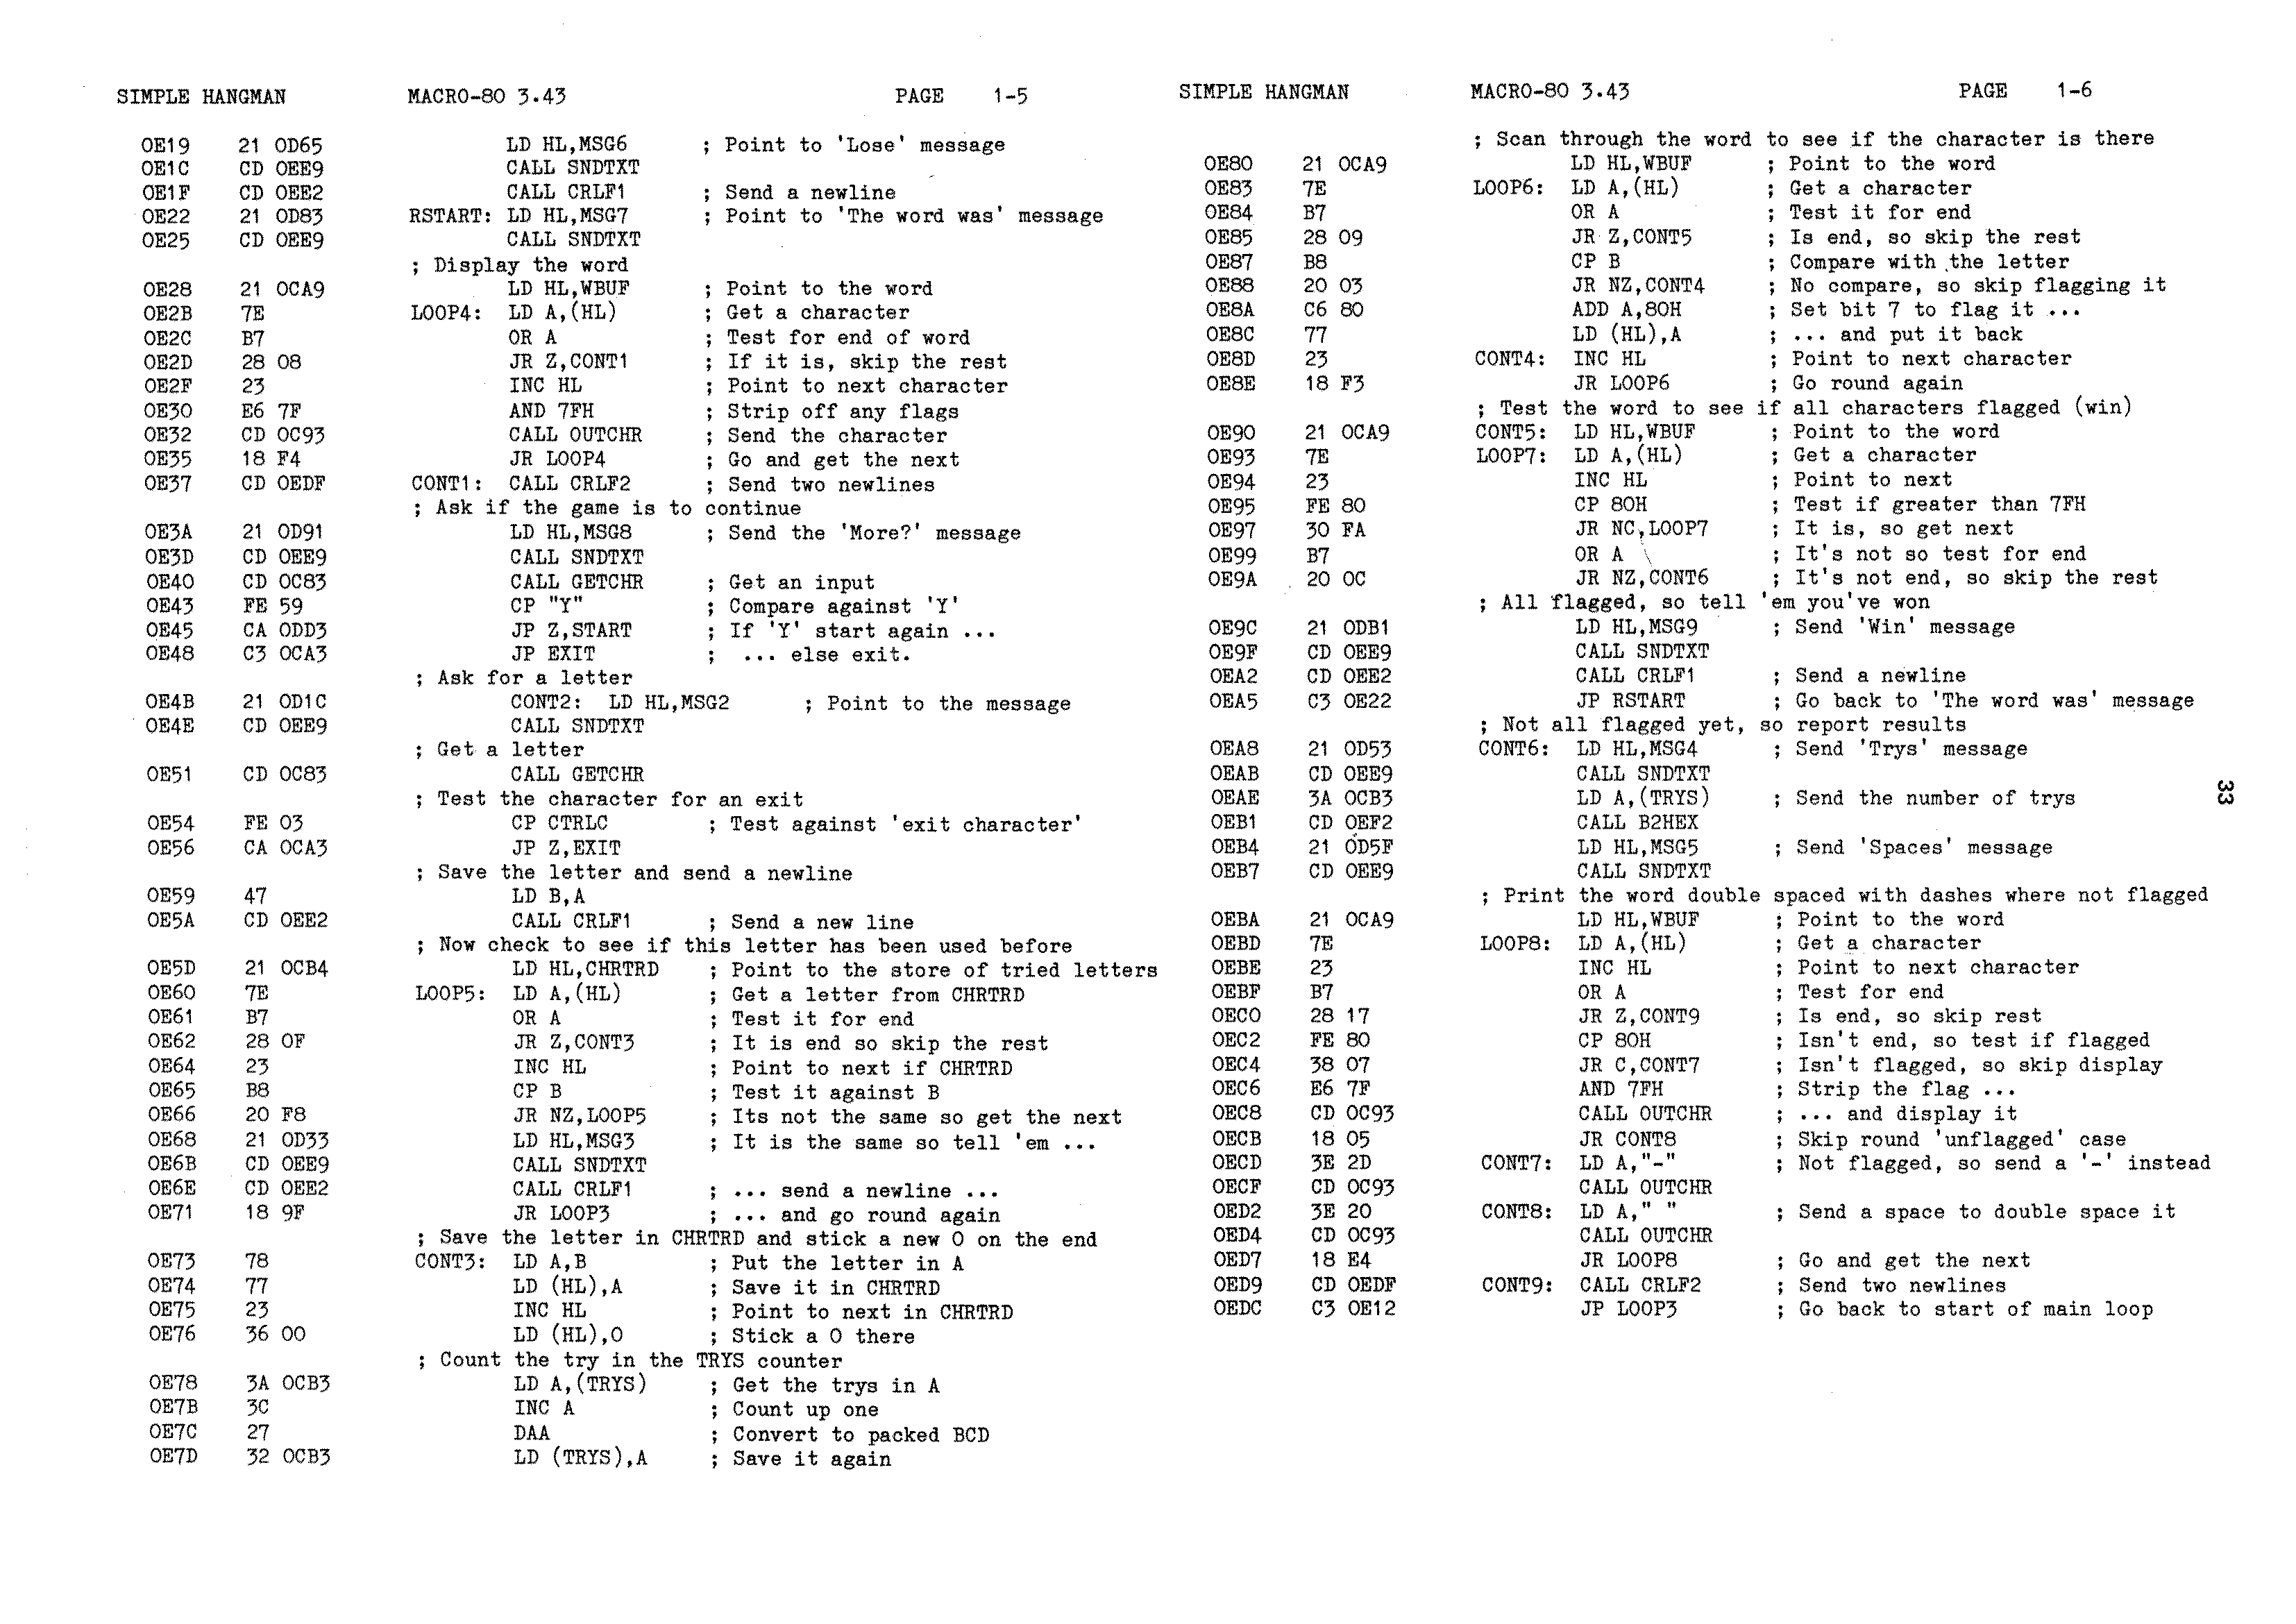 SIMPLE HANGMAN MACRO-80 3.43 PAGE 1-5
0E19 21 0D65 LD HL,MSG6 ; Point to 'Lose' message
0E1C CD 0EE9 CALL SNDTXT
0E1F CD 0EE2 CALL CRLF1 ; Send a newline
0E22 21 0D83 RSTART: LD HL,MSG7 ; Point to 'The word was' message
0E25 CD 0EE9 CALL SNDTXT
; Display the word
0E28 21 0CA9 LD HL,WBUF ; Point to the word
0E2B 7E LOOP4: LD A,(HL) ; Get a character
0E2C B7 OR A ; Test for end of word
0E2D 28 08 JR Z,CONT1 ; If it is, skip the rest
0E2F 23 INC HL ; Point to next character
0E30 E6 7F AND 7FH ; Strip off any flags
0E32 CD 0C93 CALL OUTCHR ; Send the character
0E35 18 F4 JR LOOP4 ; Go and get the next
0E37 CD 0EDF CONT1: CALL CRLF2 ; Send two newlines
; Ask if the game is to continue
0E3A 21 0D91 LD HL,MSG8 ; Send the 'More?' message
0E3D CD 0EE9 CALL SNDTXT
0E40 CD 0C83 CALL GETCHR ; Get an input
0E43 FE 59 CP "Y" ; Compare against 'Y'
0E45 CA 0DD3 JP Z,START ; If 'Y' start again ...
0E48 C3 0CA3 JP EXIT ; ... else exit.
; Ask for a letter
0E4B 21 0D1C CONT2: LD HL,MSG2 ; Point to the message
0E4E CD 0EE9 CALL SNDTXT
; Get a letter
0E51 CD 0C83 CALL GETCHR
; Test the character for an exit
0E54 FE 03 CP CTRLC ; Test against 'exit character'
0E56 CA 0CA3 JP Z,EXIT
; Save the letter and send a newline
0E59 47 LD B,A
0E5A CD 0EE2 CALL CRLF1 ; Send a new line
; Now check to see if this letter has been used before
0E5D 21 0CB4 LD HL,CHRTRD ; Point to the store of tried letters
0E60 7E LOOP5: LD A,(HL) ; Get a letter from CHRTRD
0E61 B7 OR A ; Test it for end
0E62 28 0F JR Z,CONT3 ; It is end so skip the rest
0E64 23 INC HL ; Point to next if CHRTRD
0E65 B8 CP B ; Test it against B
0E66 20 F8 JR NZ,LOOP5 ; Its not the same so get the next
0E68 21 0D33 LD HL,MSG3 ; It is the same so tell 'em ...
0E6B CD 0EE9 CALL SNDTXT
0E6E CD 0EE2 CALL CRLF1 ; ... send a newline ...
0E71 18 9F JR LOOP3 ; ... and go round again
; Save the letter in CHRTRD and stick a new 0 on the end
0E73 78 CONT3: LD A,B ; Put the letter in A
0E74 77 LD (HL),A ; Save it in CHRTRD
0E75 23 INC HL ; Point to next in CHRTRD
0E76 36 00 LD (HL),0 ; Stick a 0 there
; Count the try in the TRYS counter
0E78 3A 0CB3 LD A,(TRYS) ; Get the trys in A
0E7B 3C INC A ; Count up one
0E7C 27 DAA ; Convert to packed BCD
0E7D 32 0CB3 LD (TRYS),A ; Save it again
SIMPLE HANGMAN MACRO-80 3.43 PAGE 1-6
; Scan through the word to see if the character is there
0E80 21 0CA9 LD HL,WBUF ; Point to the word
0E83 7E LOOP6: LD A,(HL) ; Get a character
0E84 B7 OR A ; Test it for end
0E85 28 09 JR Z,CONT5 ; Is end, so skip the rest
0E87 B8 CP B ; Compare with the letter
0E88 20 03 JR NZ,CONT4 ; No compare, so skip flagging it
0E8A C6 80 ADD A,80H ; Set bit 7 to flag it ...
0E8C 77 LD (HL),A ; ... and put it back
0E8D 23 CONT4: INC HL ; Point to next character
0E8E 18 F3 JR LOOP6 ; Go round again
; Test the word to see if all characters flagged (win)
0E90 21 0CA9 CONT5: LD HL,WBUF ; Point to the word
0E93 7E LOOP7: LD A,(HL) ; Get a character
0E94 23 INC HL ; Point to next
0E95 FE 80 CP 80H ; Test if greater than 7FH
0E97 30 FA JR NC,LOOP7 ; It is, so get next
0E99 B7 OR A ; It's not so test for end
0E9A 20 0C JR NZ,CONT6 ; It's not end, so skip the rest
; All flagged, so tell 'em you've won
0E9C 21 0DB1 LD HL,MSG9 ; Send 'Win' message
0E9F CD 0EE9 CALL SNDTXT
0EA2 CD 0EE2 CALL CRLF1 ; Send a newline
0EA5 C3 0E22 JP RSTART ; Go back to 'The word was' message
; Not all flagged yet, so report results
0EA8 21 0D53 CONT6: LD HL,MSG4 ; Send 'Trys' message
0EAB CD 0EE9 CALL SNDTXT
0EAE 3A 0CB3 LD A,(TRYS) ; Send the number of trys
0EB1 CD 0EF2 CALL B2HEX
0EB4 21 0D5F LD HL,MSG5 ; Send 'Spaces' message
0EB7 CD 0EE9 CALL SNDTXT
; Print the word double spaced with dashes where not flagged
0EBA 21 0CA9 LD HL,WBUF ; Point to the word
0EBD 7E LOOP8: LD A,(HL) ; Get a character
0EBE 23 INC HL ; Point to next character
0EBF B7 OR A ; Test for end
0EC0 28 17 JR Z,CONT9 ; Is end, so skip rest
0EC2 FE 80 CP 80H ; Isn't end, so test if flagged
0EC4 38 07 JR C,CONT7 ; Isn't flagged, so skip display
0EC6 E6 7F AND 7FH ; Strip the flag ...
0EC8 CD 0C93 CALL OUTCHR ; ... and display it
0ECB 18 05 JR CONT8 ; Skip round 'unflagged' case
0ECD 3E 2D CONT7: LD A,"-" ; Not flagged, so send a '-' instead
0ECF CD 0C93 CALL OUTCHR
0ED2 3E 20 CONT8: LD A," " ; Send a space to double space it
0ED4 CD 0C93 CALL OUTCHR
0ED7 18 E4 JR LOOP8 ; Go and get the next
0ED9 CD 0EDF CONT9: CALL CRLF2 ; Send two newlines
0EDC C3 0E12 JP LOOP3 ; Go back to start of main loop
33